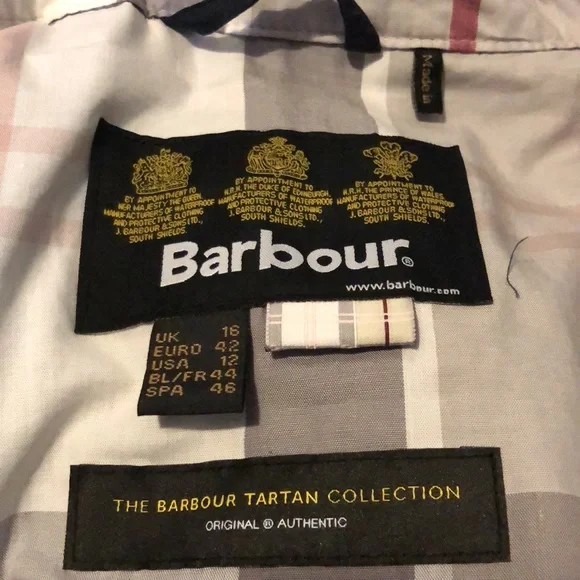 Made in
BY APPOINTMENT TO
HER MAJESTY THE QUEEN
MANUFACTURERS OF WATERPROOF
AND PROTECTIVE CLOTHING
J. BARBOUR & SONS LTD.,
SOUTH SHIELDS.
BY APPOINTMENT TO
H.R.H. THE DUKE OF EDINBURGH
MANUFACTURERS OF WATERPROOF
AND PROTECTIVE CLOTHING
J. BARBOUR & SONS LTD.,
SOUTH SHIELDS.
BY APPOINTMENT TO
H.R.H. THE PRINCE OF WALES
MANUFACTURERS OF WATERPROOF
AND PROTECTIVE CLOTHING
J. BARBOUR & SONS LTD.,
SOUTH SHIELDS.
Barbour®
www.barbour.com
UK 16
EURO 42
USA 12
BL/FR 44
SPA 46
THE BARBOUR TARTAN COLLECTION
ORIGINAL ® AUTHENTIC